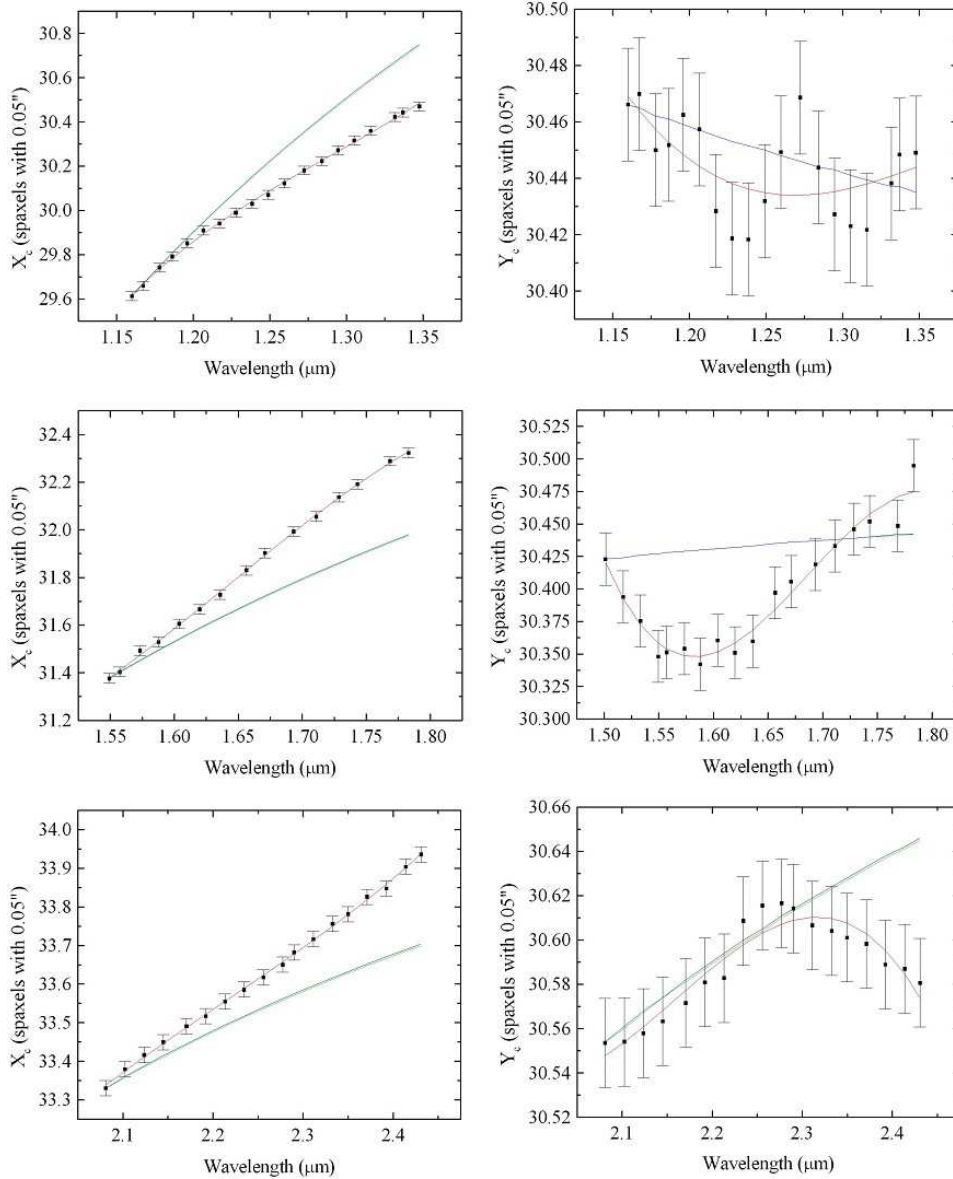 30.8
30.6
30.4
30.2
30.0
29.8
29.6
X_c (spaxels with 0.05")
1.15 1.20 1.25 1.30 1.35
Wavelength (μm)
30.50
30.48
30.46
30.44
30.42
30.40
Y_c (spaxels with 0.05")
1.15 1.20 1.25 1.30 1.35
Wavelength (μm)
32.4
32.2
32.0
31.8
31.6
31.4
31.2
X_c (spaxels with 0.05")
1.55 1.60 1.65 1.70 1.75 1.80
Wavelength (μm)
30.525
30.500
30.475
30.450
30.425
30.400
30.375
30.350
30.325
30.300
Y_c (spaxels with 0.05")
1.50 1.55 1.60 1.65 1.70 1.75 1.80
Wavelength (μm)
34.0
33.9
33.8
33.7
33.6
33.5
33.4
33.3
X_c (spaxels with 0.05")
2.1 2.2 2.3 2.4
Wavelength (μm)
30.66
30.64
30.62
30.60
30.58
30.56
30.54
30.52
Y_c (spaxels with 0.05")
2.1 2.2 2.3 2.4
Wavelength (μm)